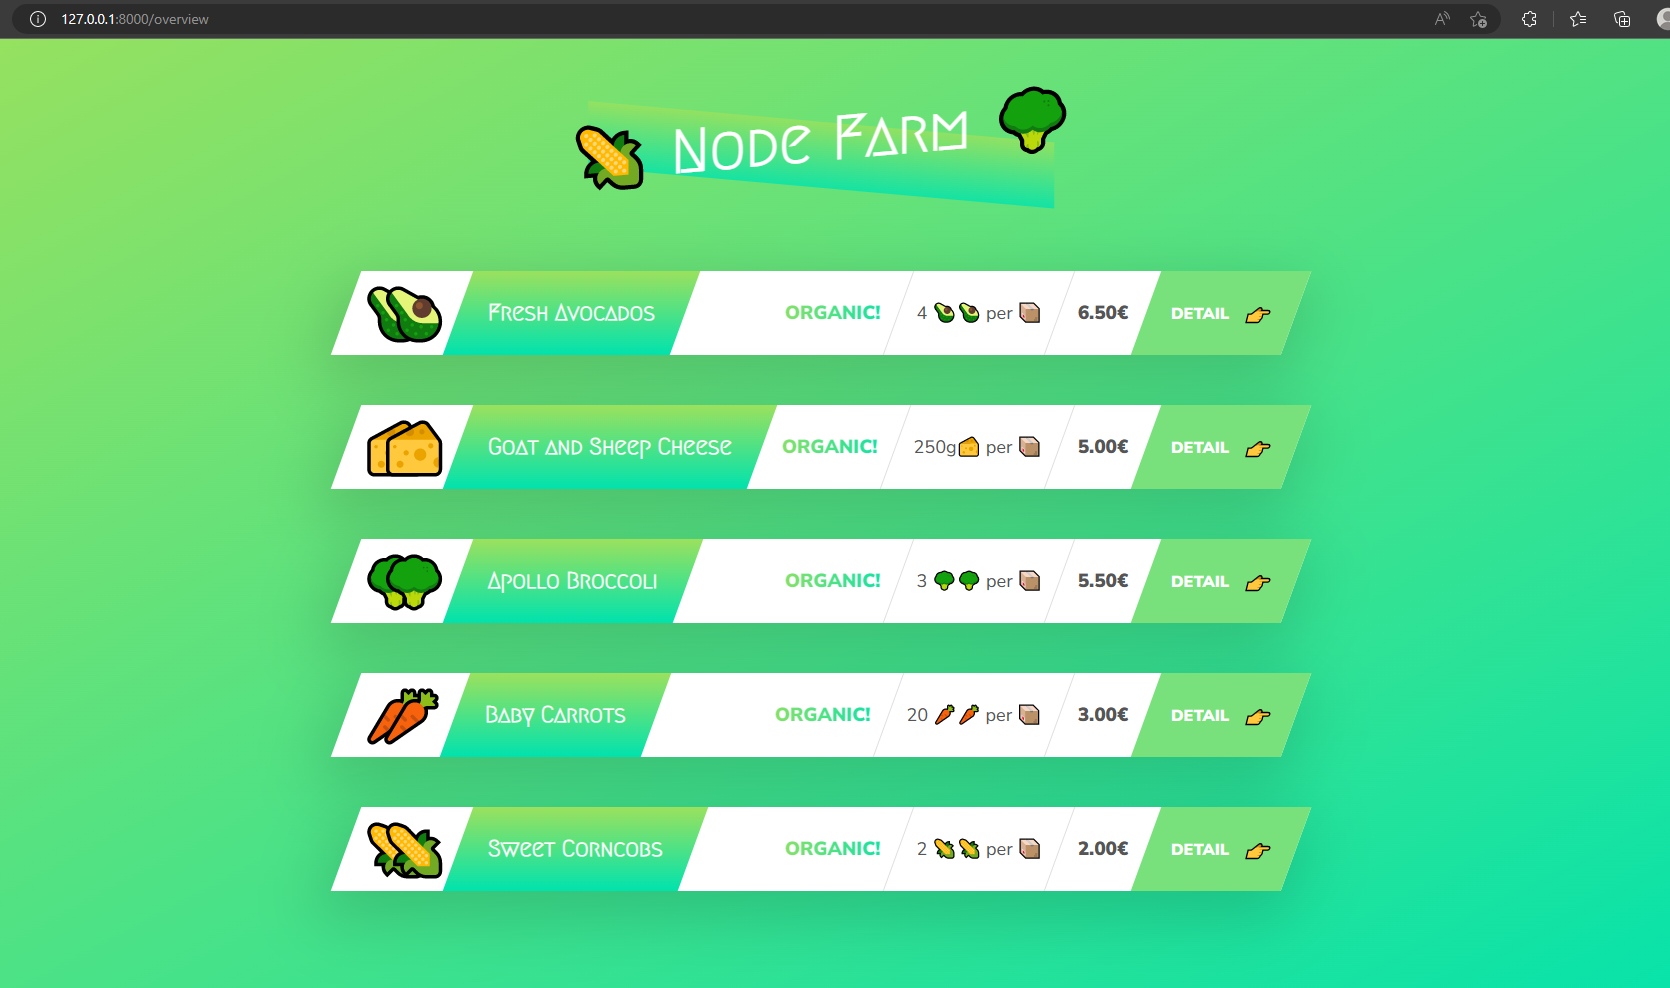 127.0.0.1:8000/overview
Node Farm
Fresh Avocados ORGANIC! 4 🥑🥑 per 📦 6.50€ DETAIL 👉
Goat and Sheep Cheese ORGANIC! 250g🧀 per 📦 5.00€ DETAIL 👉
Apollo Broccoli ORGANIC! 3 🥦🥦 per 📦 5.50€ DETAIL 👉
Baby Carrots ORGANIC! 20 🥕🥕 per 📦 3.00€ DETAIL 👉
Sweet Corncobs ORGANIC! 2 🌽🌽 per 📦 2.00€ DETAIL 👉